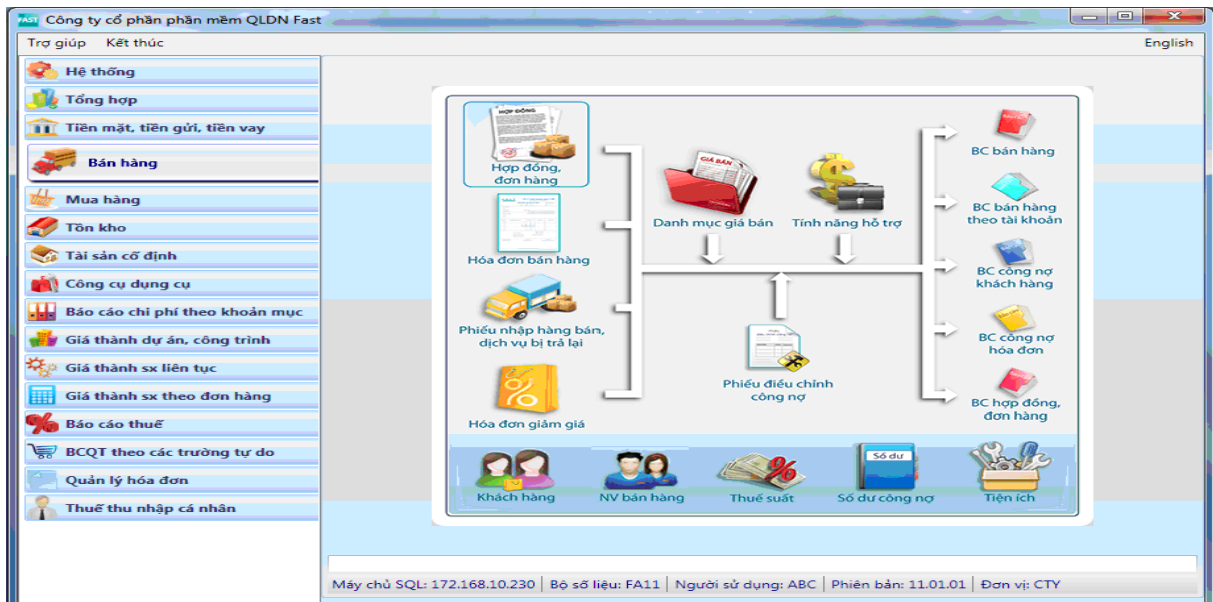 FAST Công ty cổ phần phần mềm QLDN Fast
Trợ giúp Kết thúc English
Hệ thống
Tổng hợp
Tiền mặt, tiền gửi, tiền vay
Bán hàng
Mua hàng
Tồn kho
Tài sản cố định
Công cụ dụng cụ
Báo cáo chi phí theo khoản mục
Giá thành dự án, công trình
Giá thành sx liên tục
Giá thành sx theo đơn hàng
Báo cáo thuế
BCQT theo các trường tự do
Quản lý hóa đơn
Thuế thu nhập cá nhân
HỢP ĐỒNG
Hợp đồng,
đơn hàng
Hóa đơn bán hàng
Phiếu nhập hàng bán,
dịch vụ bị trả lại
Hóa đơn giảm giá
GIÁ BÁN
Danh mục giá bán
Tính năng hỗ trợ
Phiếu điều chỉnh
công nợ
BC bán hàng
BC bán hàng
theo tài khoản
BC công nợ
khách hàng
BC công nợ
hóa đơn
BC hợp đồng,
đơn hàng
Khách hàng
NV bán hàng
Thuế suất
Số dư
Số dư công nợ
Tiện ích
Máy chủ SQL: 172.168.10.230 | Bộ số liệu: FA11 | Người sử dụng: ABC | Phiên bản: 11.01.01 | Đơn vị: CTY